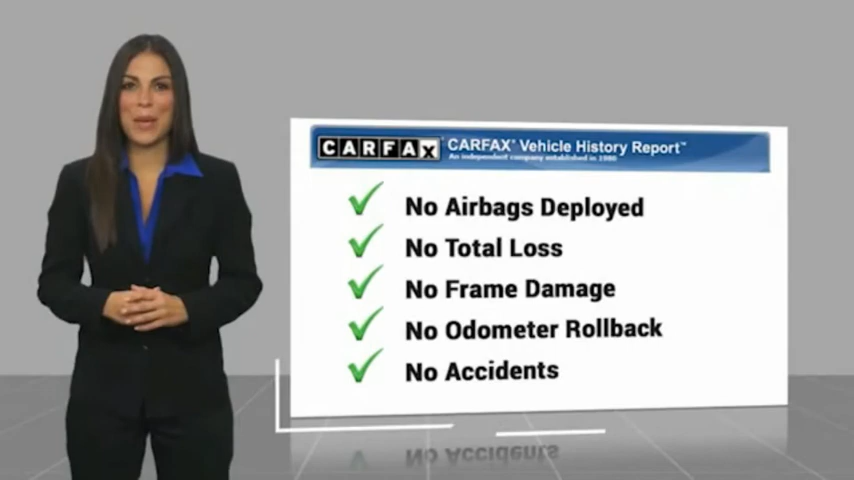 CARFAX CARFAX® Vehicle History Report™
An independent company established in 1986
No Airbags Deployed
No Total Loss
No Frame Damage
No Odometer Rollback
No Accidents
No Accidents